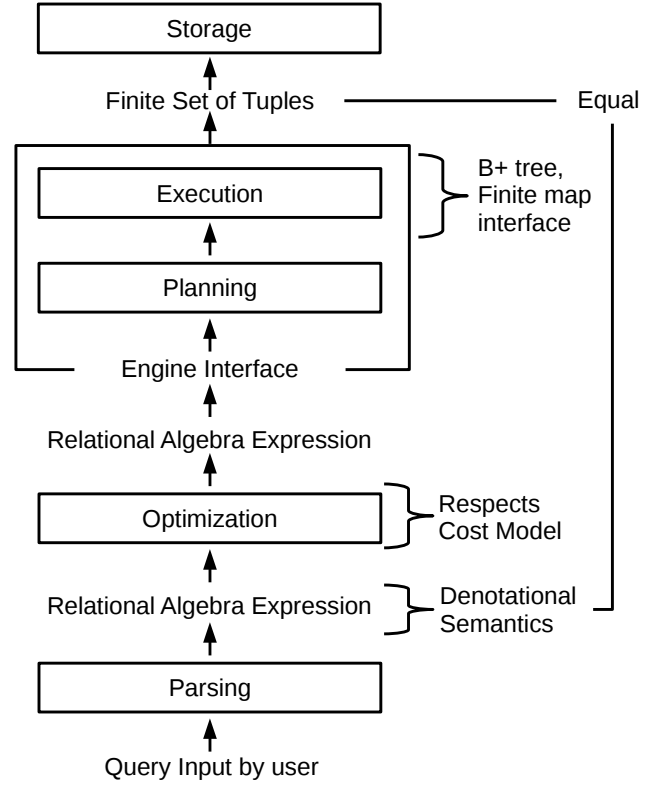 Storage
Finite Set of Tuples
Equal
Execution
B+ tree,
Finite map
interface
Planning
Engine Interface
Relational Algebra Expression
Optimization
Respects
Cost Model
Relational Algebra Expression
Denotational
Semantics
Parsing
Query Input by user